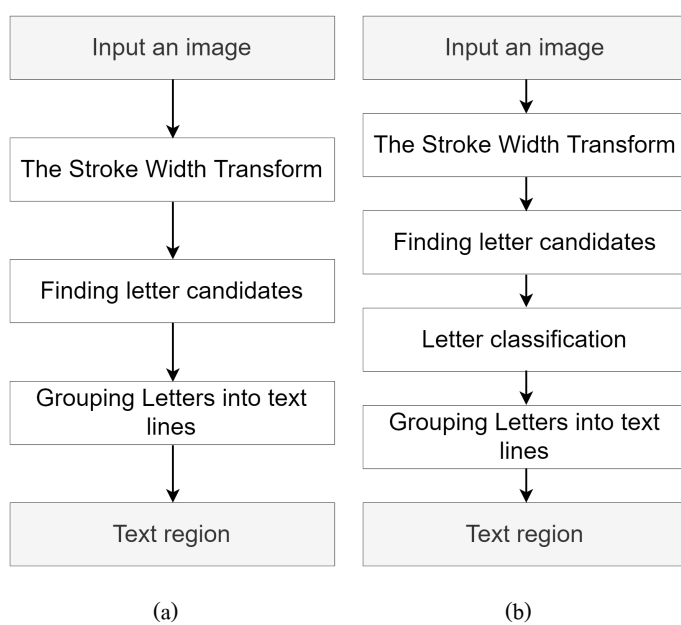 Input an image
The Stroke Width Transform
Finding letter candidates
Grouping Letters into text
lines
Text region
(a)
Input an image
The Stroke Width Transform
Finding letter candidates
Letter classification
Grouping Letters into text
lines
Text region
(b)